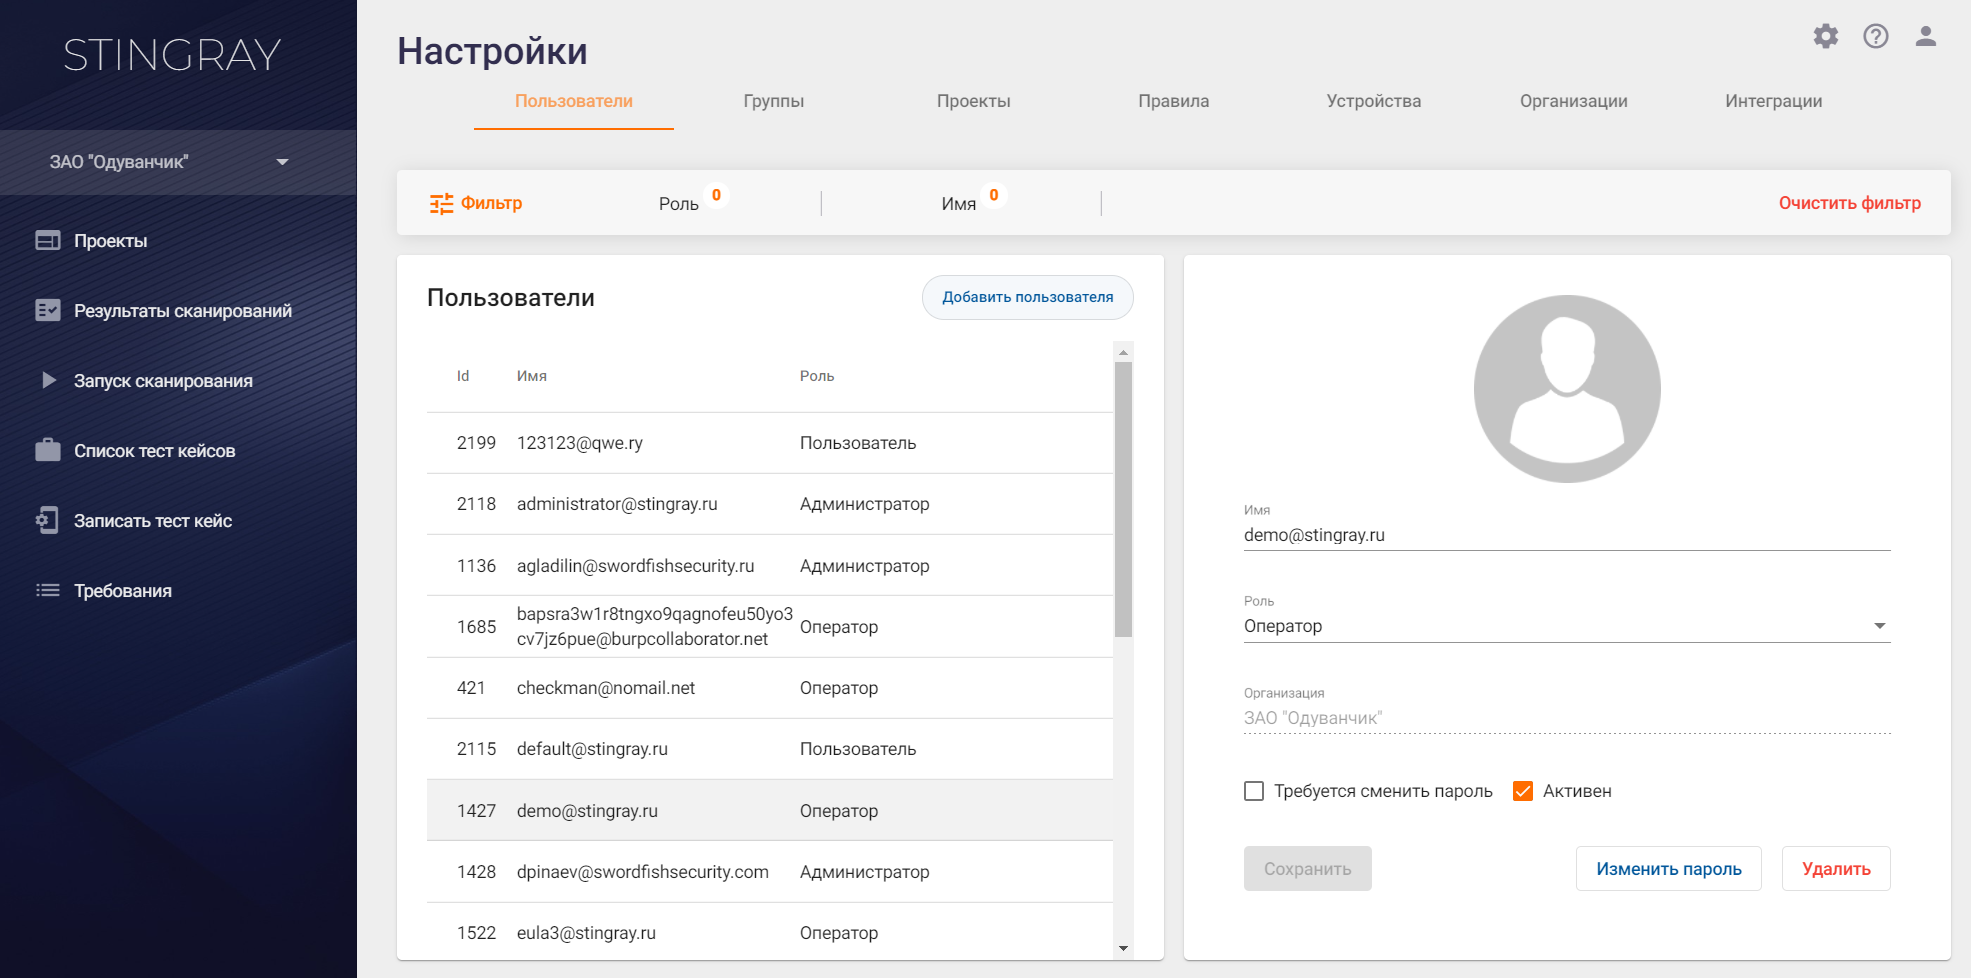 STINGRAY
ЗАО "Одуванчик"
Проекты
Результаты сканирований
Запуск сканирования
Список тест кейсов
Записать тест кейс
Требования
Настройки
Пользователи
Группы
Проекты
Правила
Устройства
Организации
Интеграции
Фильтр
Роль 0
Имя 0
Очистить фильтр
Пользователи
Добавить пользователя
Id Имя Роль
2199 123123@qwe.ry Пользователь
2118 administrator@stingray.ru Администратор
1136 agladilin@swordfishsecurity.ru Администратор
1685 bapsra3w1r8tngxo9qagnofeu50yo3
cv7jz6pue@burpcollaborator.net Оператор
421 checkman@nomail.net Оператор
2115 default@stingray.ru Пользователь
1427 demo@stingray.ru Оператор
1428 dpinaev@swordfishsecurity.com Администратор
1522 eula3@stingray.ru Оператор
Имя
demo@stingray.ru
Роль
Оператор
Организация
ЗАО "Одуванчик"
Требуется сменить пароль
Активен
Сохранить
Изменить пароль
Удалить